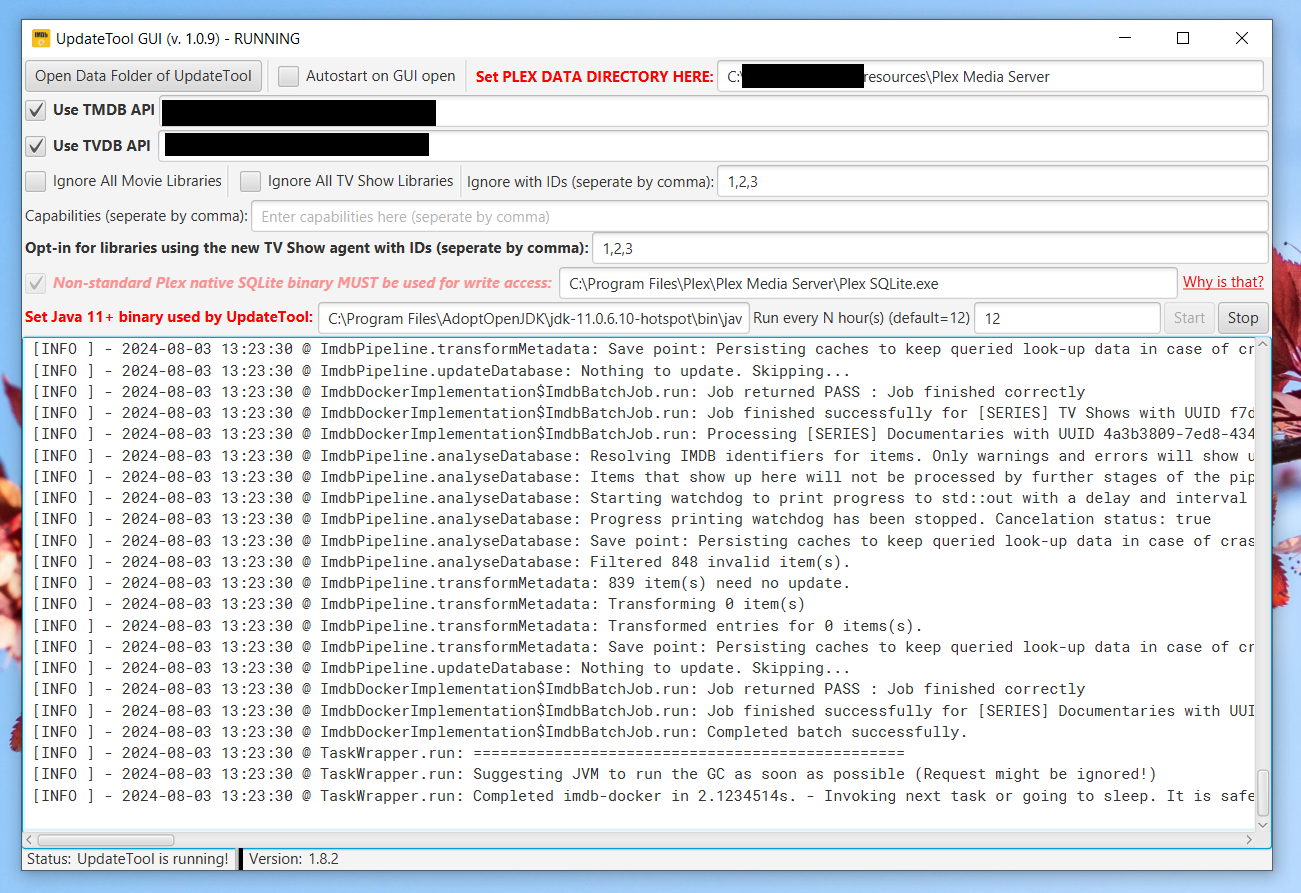 UpdateTool GUI (v. 1.0.9) - RUNNING
Open Data Folder of UpdateTool Autostart on GUI open Set PLEX DATA DIRECTORY HERE: C:\ resources\Plex Media Server
Use TMDB API
Use TVDB API
Ignore All Movie Libraries Ignore All TV Show Libraries Ignore with IDs (seperate by comma): 1,2,3
Capabilities (seperate by comma): Enter capabilities here (seperate by comma)
Opt-in for libraries using the new TV Show agent with IDs (seperate by comma): 1,2,3
Non-standard Plex native SQLite binary MUST be used for write access: C:\Program Files\Plex\Plex Media Server\Plex SQLite.exe Why is that?
Set Java 11+ binary used by UpdateTool: C:\Program Files\AdoptOpenJDK\jdk-11.0.6.10-hotspot\bin\jav Run every N hour(s) (default=12) 12 Start Stop
[INFO ] - 2024-08-03 13:23:30 @ ImdbPipeline.transformMetadata: Save point: Persisting caches to keep queried look-up data in case of cr
[INFO ] - 2024-08-03 13:23:30 @ ImdbPipeline.updateDatabase: Nothing to update. Skipping...
[INFO ] - 2024-08-03 13:23:30 @ ImdbDockerImplementation$ImdbBatchJob.run: Job returned PASS : Job finished correctly
[INFO ] - 2024-08-03 13:23:30 @ ImdbDockerImplementation$ImdbBatchJob.run: Job finished successfully for [SERIES] TV Shows with UUID f7d
[INFO ] - 2024-08-03 13:23:30 @ ImdbDockerImplementation$ImdbBatchJob.run: Processing [SERIES] Documentaries with UUID 4a3b3809-7ed8-434
[INFO ] - 2024-08-03 13:23:30 @ ImdbPipeline.analyseDatabase: Resolving IMDB identifiers for items. Only warnings and errors will show u
[INFO ] - 2024-08-03 13:23:30 @ ImdbPipeline.analyseDatabase: Items that show up here will not be processed by further stages of the pip
[INFO ] - 2024-08-03 13:23:30 @ ImdbPipeline.analyseDatabase: Starting watchdog to print progress to std::out with a delay and interval
[INFO ] - 2024-08-03 13:23:30 @ ImdbPipeline.analyseDatabase: Progress printing watchdog has been stopped. Cancelation status: true
[INFO ] - 2024-08-03 13:23:30 @ ImdbPipeline.analyseDatabase: Save point: Persisting caches to keep queried look-up data in case of cras
[INFO ] - 2024-08-03 13:23:30 @ ImdbPipeline.analyseDatabase: Filtered 848 invalid item(s).
[INFO ] - 2024-08-03 13:23:30 @ ImdbPipeline.transformMetadata: 839 item(s) need no update.
[INFO ] - 2024-08-03 13:23:30 @ ImdbPipeline.transformMetadata: Transforming 0 item(s)
[INFO ] - 2024-08-03 13:23:30 @ ImdbPipeline.transformMetadata: Transformed entries for 0 items(s).
[INFO ] - 2024-08-03 13:23:30 @ ImdbPipeline.transformMetadata: Save point: Persisting caches to keep queried look-up data in case of cr
[INFO ] - 2024-08-03 13:23:30 @ ImdbPipeline.updateDatabase: Nothing to update. Skipping...
[INFO ] - 2024-08-03 13:23:30 @ ImdbDockerImplementation$ImdbBatchJob.run: Job returned PASS : Job finished correctly
[INFO ] - 2024-08-03 13:23:30 @ ImdbDockerImplementation$ImdbBatchJob.run: Job finished successfully for [SERIES] Documentaries with UUI
[INFO ] - 2024-08-03 13:23:30 @ ImdbDockerImplementation$ImdbBatchJob.run: Completed batch successfully.
[INFO ] - 2024-08-03 13:23:30 @ TaskWrapper.run: ================================================
[INFO ] - 2024-08-03 13:23:30 @ TaskWrapper.run: Suggesting JVM to run the GC as soon as possible (Request might be ignored!)
[INFO ] - 2024-08-03 13:23:30 @ TaskWrapper.run: Completed imdb-docker in 2.1234514s. - Invoking next task or going to sleep. It is safe
Status: UpdateTool is running! Version: 1.8.2